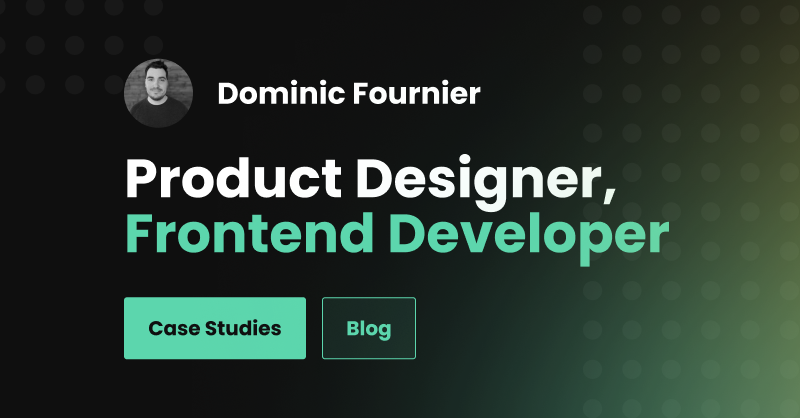 Dominic Fournier
Product Designer,
Frontend Developer
Case Studies
Blog